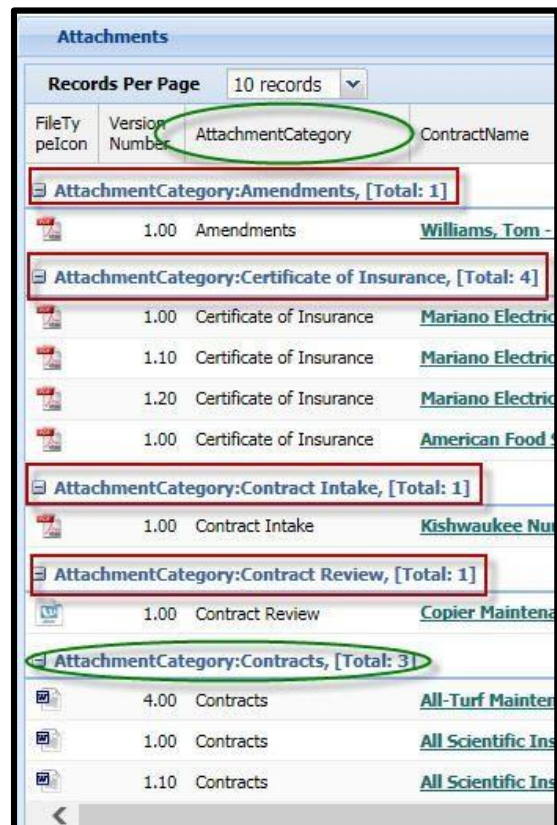 Attachments
Records Per Page 10 records
FileTy
peIcon Version
Number AttachmentCategory ContractName
AttachmentCategory:Amendments, [Total: 1]
1.00 Amendments Williams, Tom -
AttachmentCategory:Certificate of Insurance, [Total: 4]
1.00 Certificate of Insurance Mariano Electric
1.10 Certificate of Insurance Mariano Electric
1.20 Certificate of Insurance Mariano Electric
1.00 Certificate of Insurance American Food
AttachmentCategory:Contract Intake, [Total: 1]
1.00 Contract Intake Kishwaukee
AttachmentCategory:Contract Review, [Total: 1]
1.00 Contract Review Copier Maintena
AttachmentCategory:Contracts, [Total: 3]
4.00 Contracts All-Turf Mainten
1.00 Contracts All Scientific Ins
1.10 Contracts All Scientific Ins